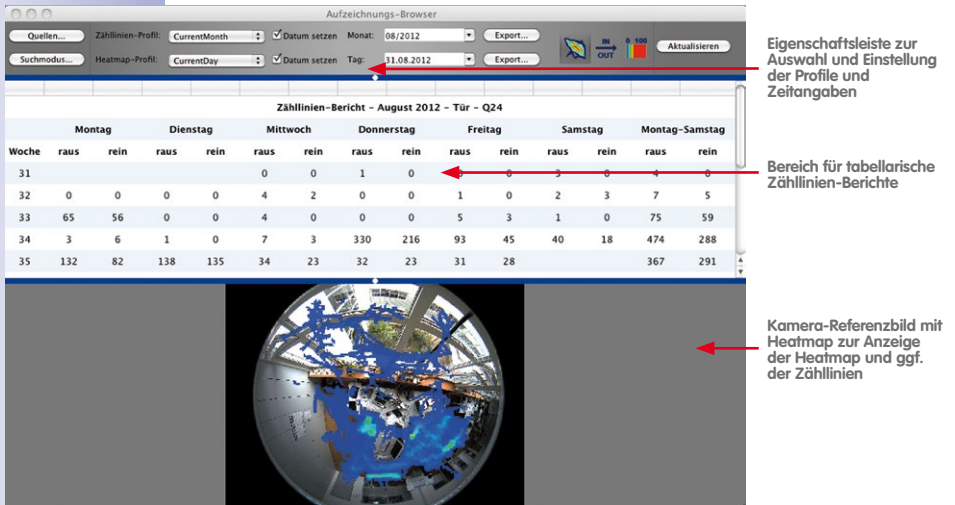 Aufzeichnungs-Browser
Quellen... Zähllinien-Profil: CurrentMonth Datum setzen Monat: 08/2012 Export... IN OUT 0 100 Aktualisieren
Suchmodus... Heatmap-Profil: CurrentDay Datum setzen Tag: 31.08.2012 Export...
Zähllinien-Bericht - August 2012 - Tür - Q24
Montag Dienstag Mittwoch Donnerstag Freitag Samstag Montag-Samstag
Woche raus rein raus rein raus rein raus rein raus rein raus rein raus rein
31 0 0 1 0 0 3 0 4 0
32 0 0 0 0 4 2 0 0 1 0 2 3 7 5
33 65 56 0 0 4 0 0 0 5 3 1 0 75 59
34 3 6 1 0 7 3 330 216 93 45 40 18 474 288
35 132 82 138 135 34 23 32 23 31 28 367 291
Eigenschaftsleiste zur
Auswahl und Einstellung
der Profile und
Zeitangaben
Bereich für tabellarische
Zähllinien-Berichte
Kamera-Referenzbild mit
Heatmap zur Anzeige
der Heatmap und ggf.
der Zähllinien